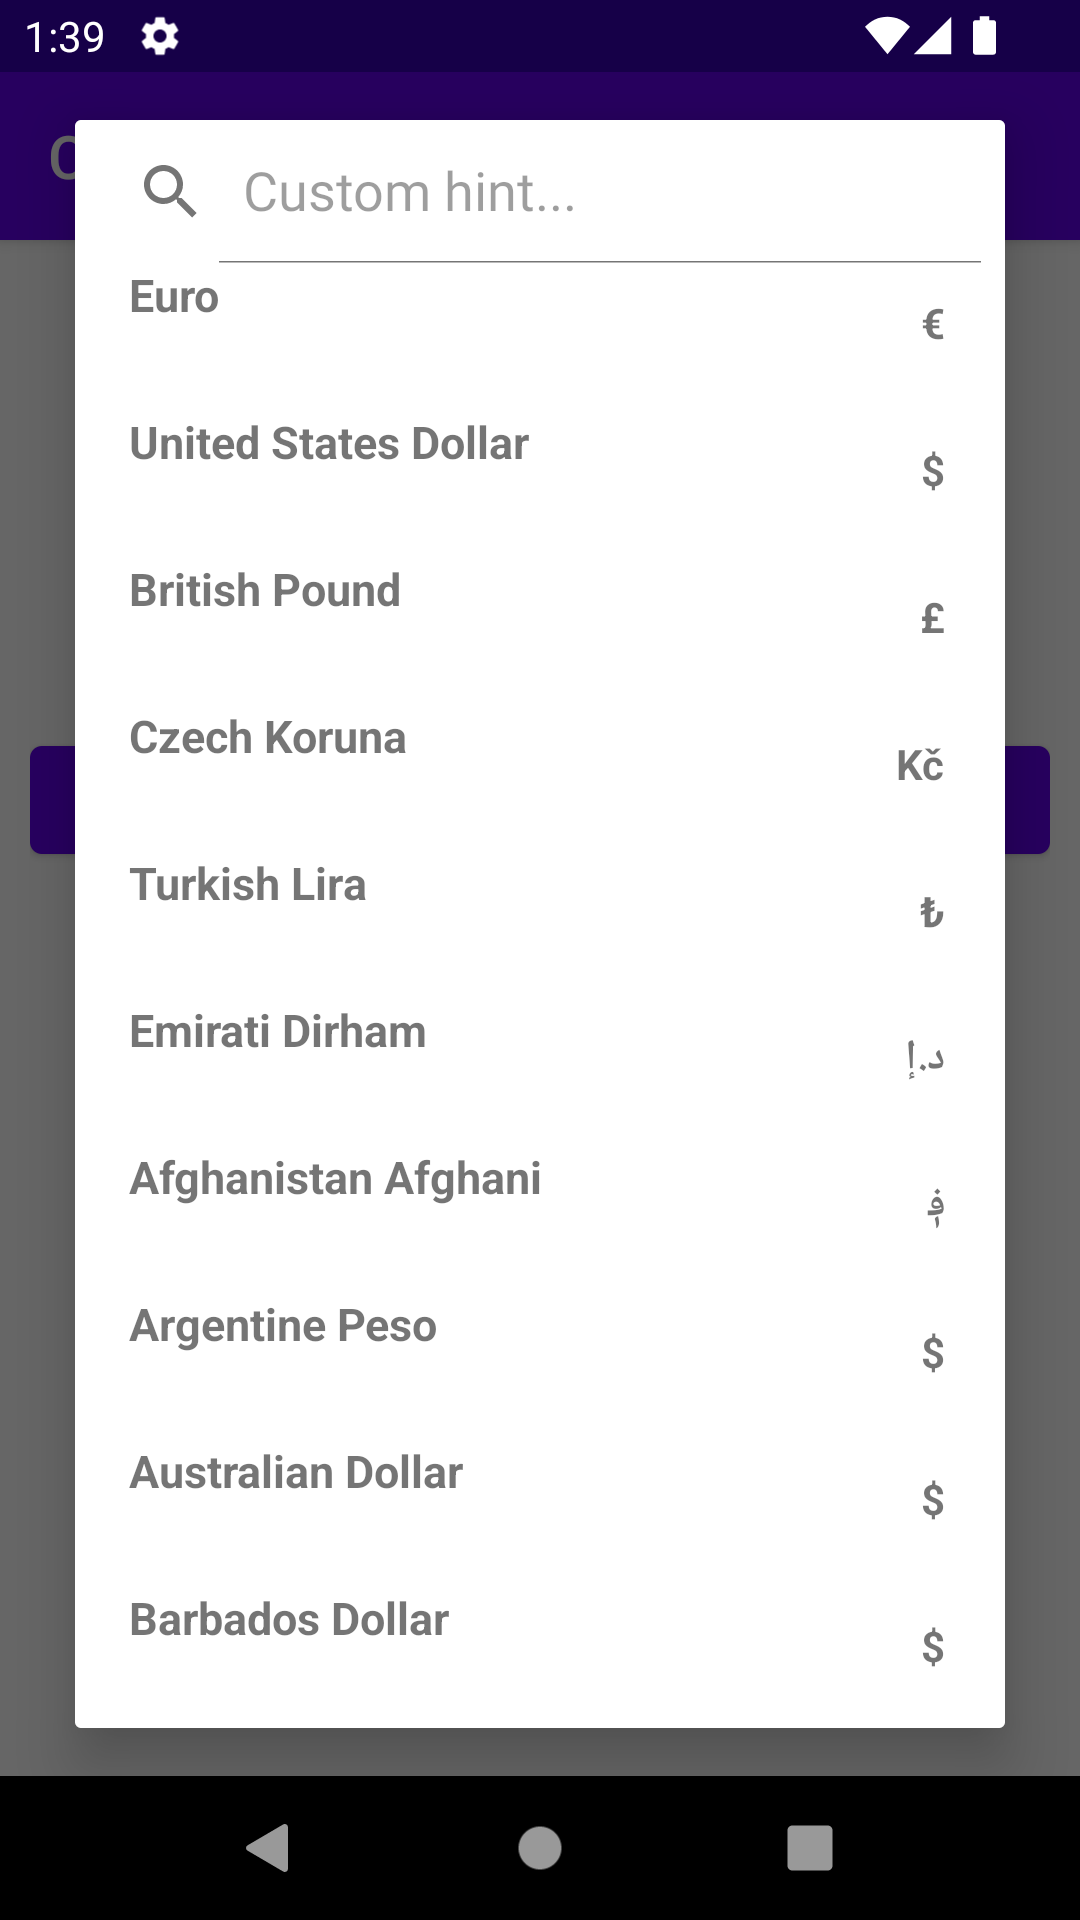 1:39
C
Custom hint...
Euro
€
United States Dollar
$
British Pound
£
Czech Koruna
Kč
Turkish Lira
₺
Emirati Dirham
د.إ
Afghanistan Afghani
؋
Argentine Peso
$
Australian Dollar
$
Barbados Dollar
$